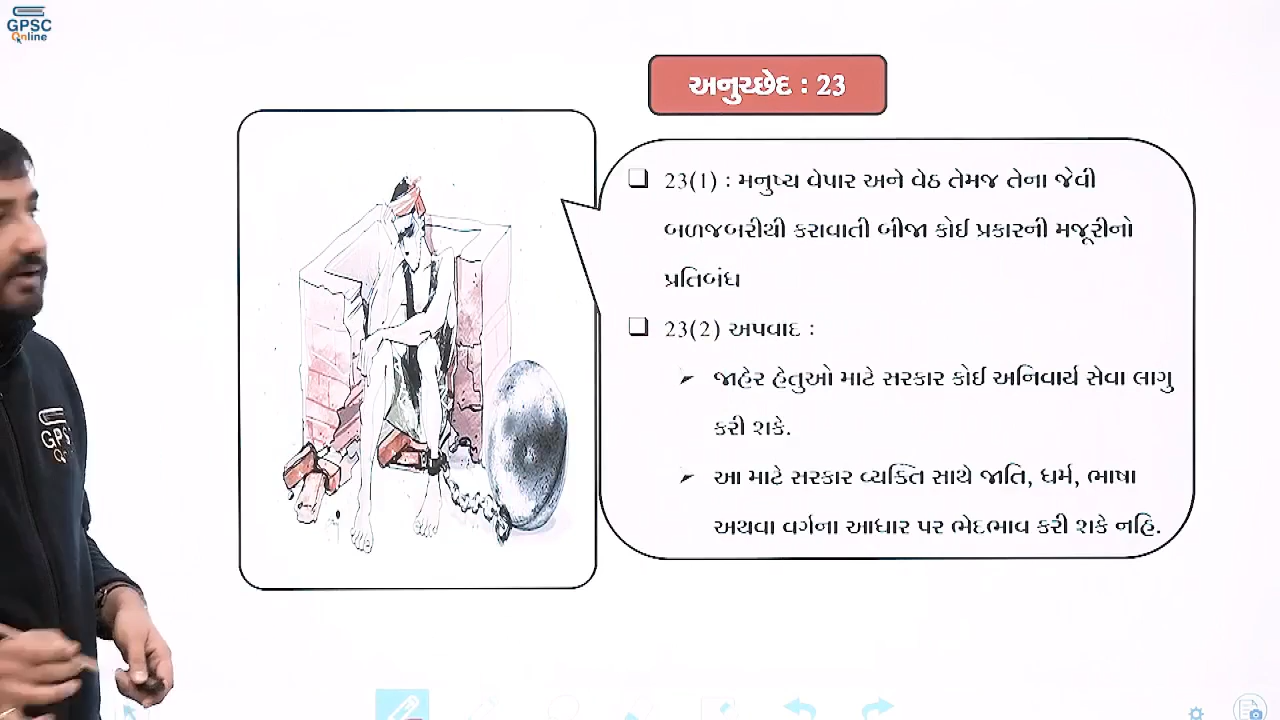 GPSC
Online
અનુચ્છેદ : 23
23(1) : મનુષ્ય વેપાર અને વેઠ તેમજ તેના જેવી
બળજબરીથી કરાવાતી બીજા કોઈ પ્રકારની મજૂરીનો
પ્રતિબંધ
23(2) અપવાદ :
જાહેર હેતુઓ માટે સરકાર કોઈ અનિવાર્ય સેવા લાગુ
કરી શકે.
આ માટે સરકાર વ્યક્તિ સાથે જાતિ, ધર્મ, ભાષા
અથવા વર્ગના આધાર પર ભેદભાવ કરી શકે નહિ.
GPSC